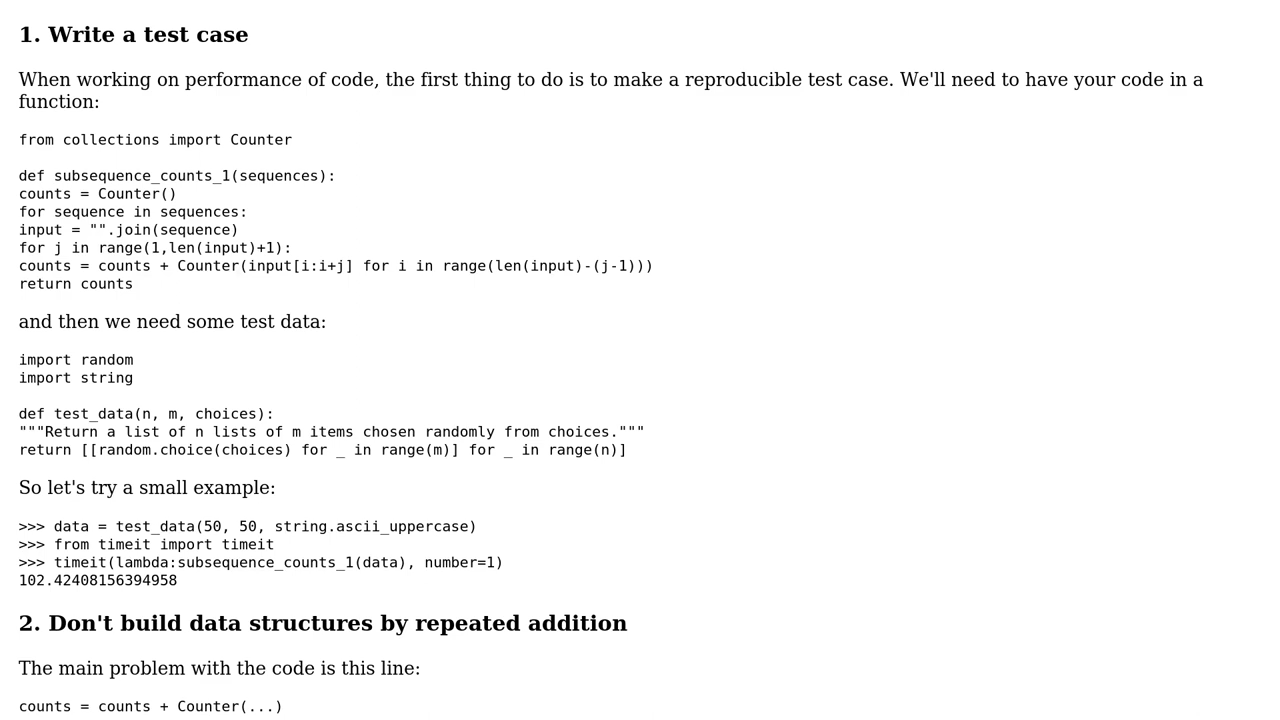 1. Write a test case
When working on performance of code, the first thing to do is to make a reproducible test case. We'll need to have your code in a
function:
from collections import Counter
def subsequence_counts_1(sequences):
counts = Counter()
for sequence in sequences:
input = "".join(sequence)
for j in range(1,len(input)+1):
counts = counts + Counter(input[i:i+j] for i in range(len(input)-(j-1)))
return counts
and then we need some test data:
import random
import string
def test_data(n, m, choices):
"""Return a list of n lists of m items chosen randomly from choices."""
return [[random.choice(choices) for _ in range(m)] for _ in range(n)]
So let's try a small example:
>>> data = test_data(50, 50, string.ascii_uppercase)
>>> from timeit import timeit
>>> timeit(lambda:subsequence_counts_1(data), number=1)
102.42408156394958
2. Don't build data structures by repeated addition
The main problem with the code is this line:
counts = counts + Counter(...)